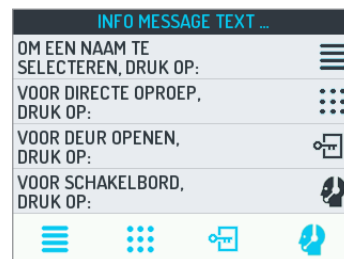 INFO MESSAGE TEXT ...
OM EEN NAAM TE
SELECTEREN, DRUK OP:
VOOR DIRECTE OPROEP,
DRUK OP:
VOOR DEUR OPENEN,
DRUK OP:
VOOR SCHAKELBORD,
DRUK OP: